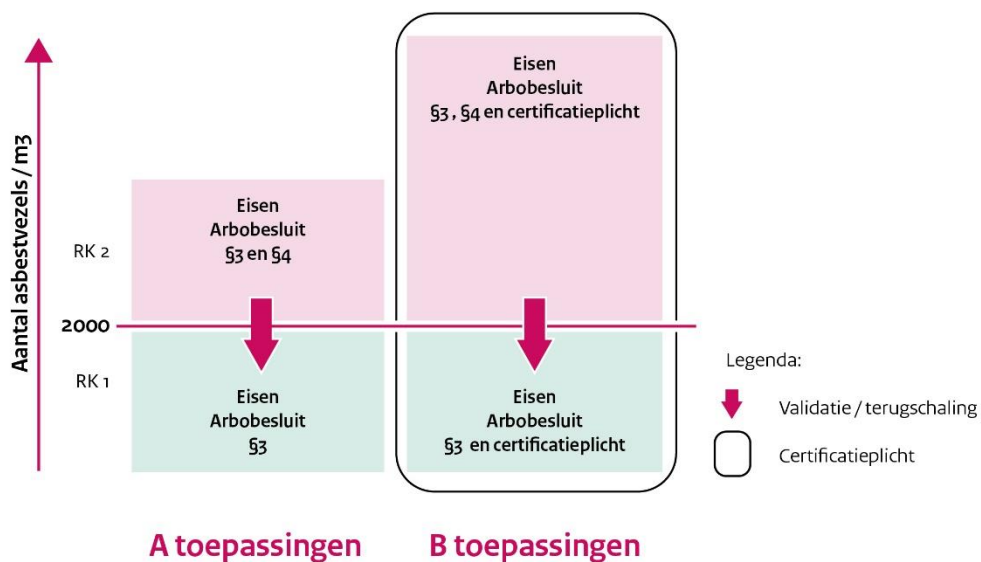 Aantal asbestvezels / m3
RK 2
2000
RK 1
Eisen
Arbobesluit
§3 en §4
Eisen
Arbobesluit
§3
Eisen
Arbobesluit
§3, §4 en certificatieplicht
Eisen
Arbobesluit
§3 en certificatieplicht
A toepassingen
B toepassingen
Legenda:
Validatie / terugschaling
Certificatieplicht